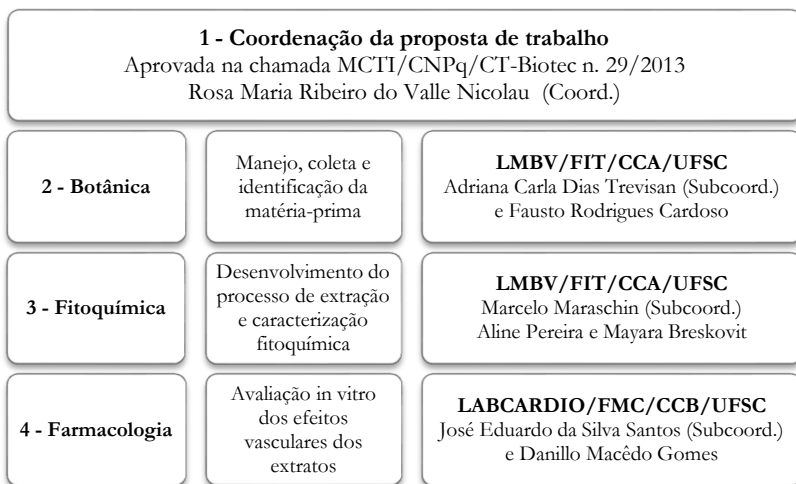 1 - Coordenação da proposta de trabalho
Aprovada na chamada MCTI/CNPq/CT-Biotec n. 29/2013
Rosa Maria Ribeiro do Valle Nicolau (Coord.)
2 - Botânica
Manejo, coleta e
identificação da
matéria-prima
LMBV/FIT/CCA/UFSC
Adriana Carla Dias Trevisan (Subcoord.)
e Fausto Rodrigues Cardoso
3 - Fitoquímica
Desenvolvimento do
processo de extração
e caracterização
fitoquímica
LMBV/FIT/CCA/UFSC
Marcelo Maraschin (Subcoord.)
Aline Pereira e Mayara Breskovit
4 - Farmacologia
Avaliação in vitro
dos efeitos
vasculares dos
extratos
LABCARDIO/FMC/CCB/UFSC
José Eduardo da Silva Santos (Subcoord.)
e Danillo Macêdo Gomes